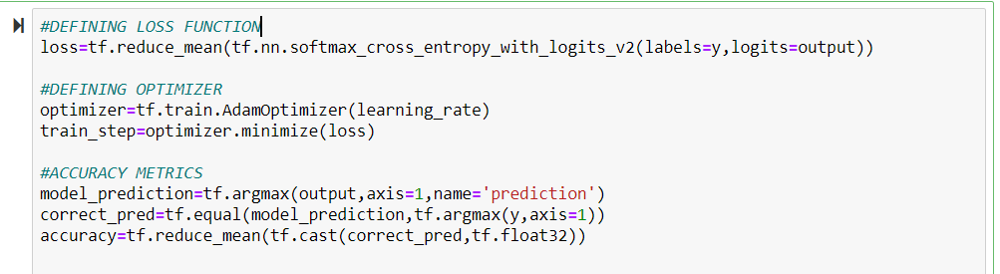 #DEFINING LOSS FUNCTION
loss=tf.reduce_mean(tf.nn.softmax_cross_entropy_with_logits_v2(labels=y,logits=output))
#DEFINING OPTIMIZER
optimizer=tf.train.AdamOptimizer(learning_rate)
train_step=optimizer.minimize(loss)
#ACCURACY METRICS
model_prediction=tf.argmax(output,axis=1,name='prediction')
correct_pred=tf.equal(model_prediction,tf.argmax(y,axis=1))
accuracy=tf.reduce_mean(tf.cast(correct_pred,tf.float32))